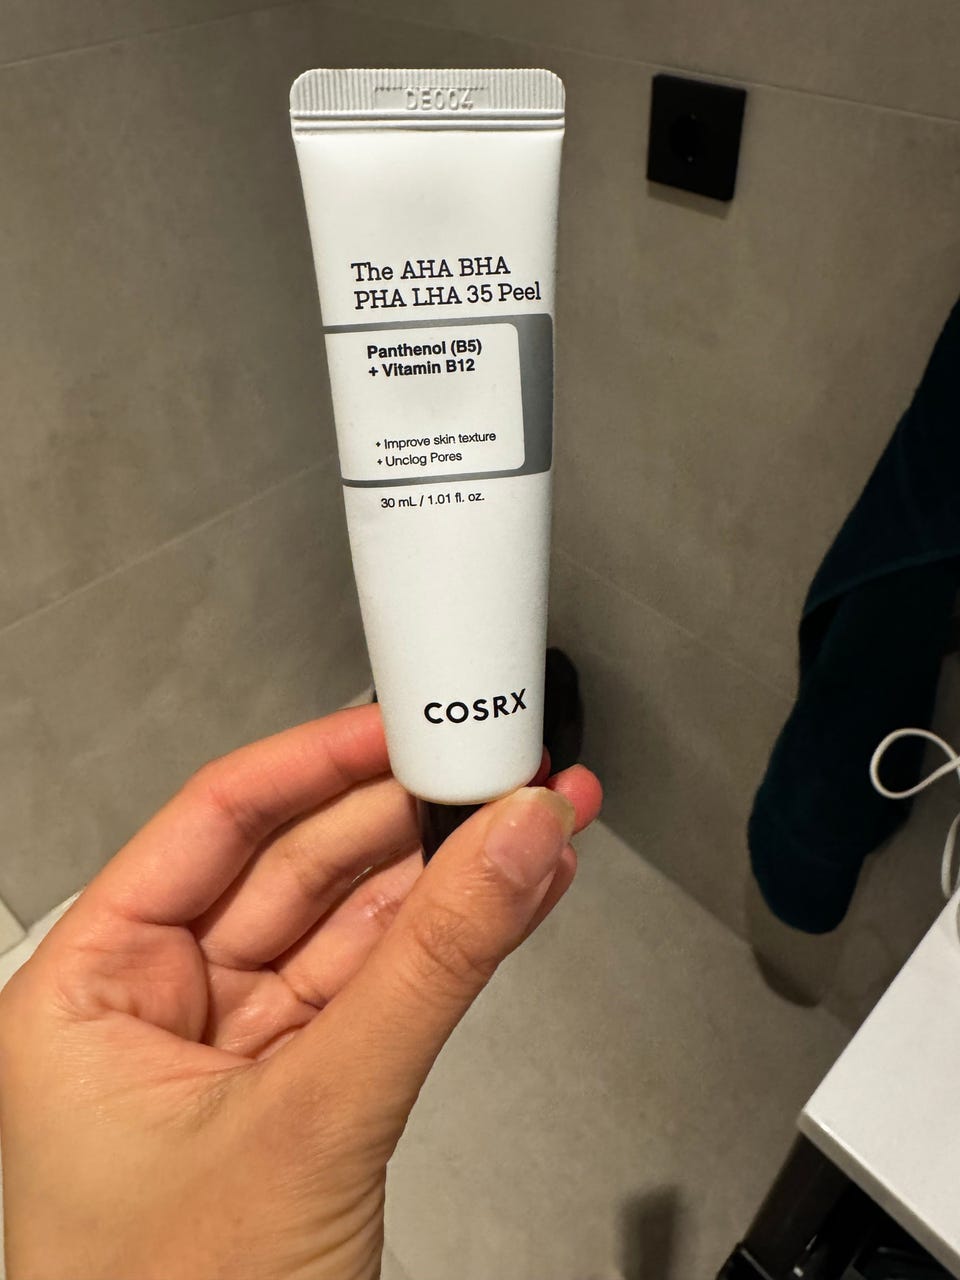 DE004
The AHA BHA
PHA LHA 35 Peel
Panthenol (B5)
+ Vitamin B12
+ Improve skin texture
+ Unclog Pores
30 mL / 1.01 fl. oz.
COSRX